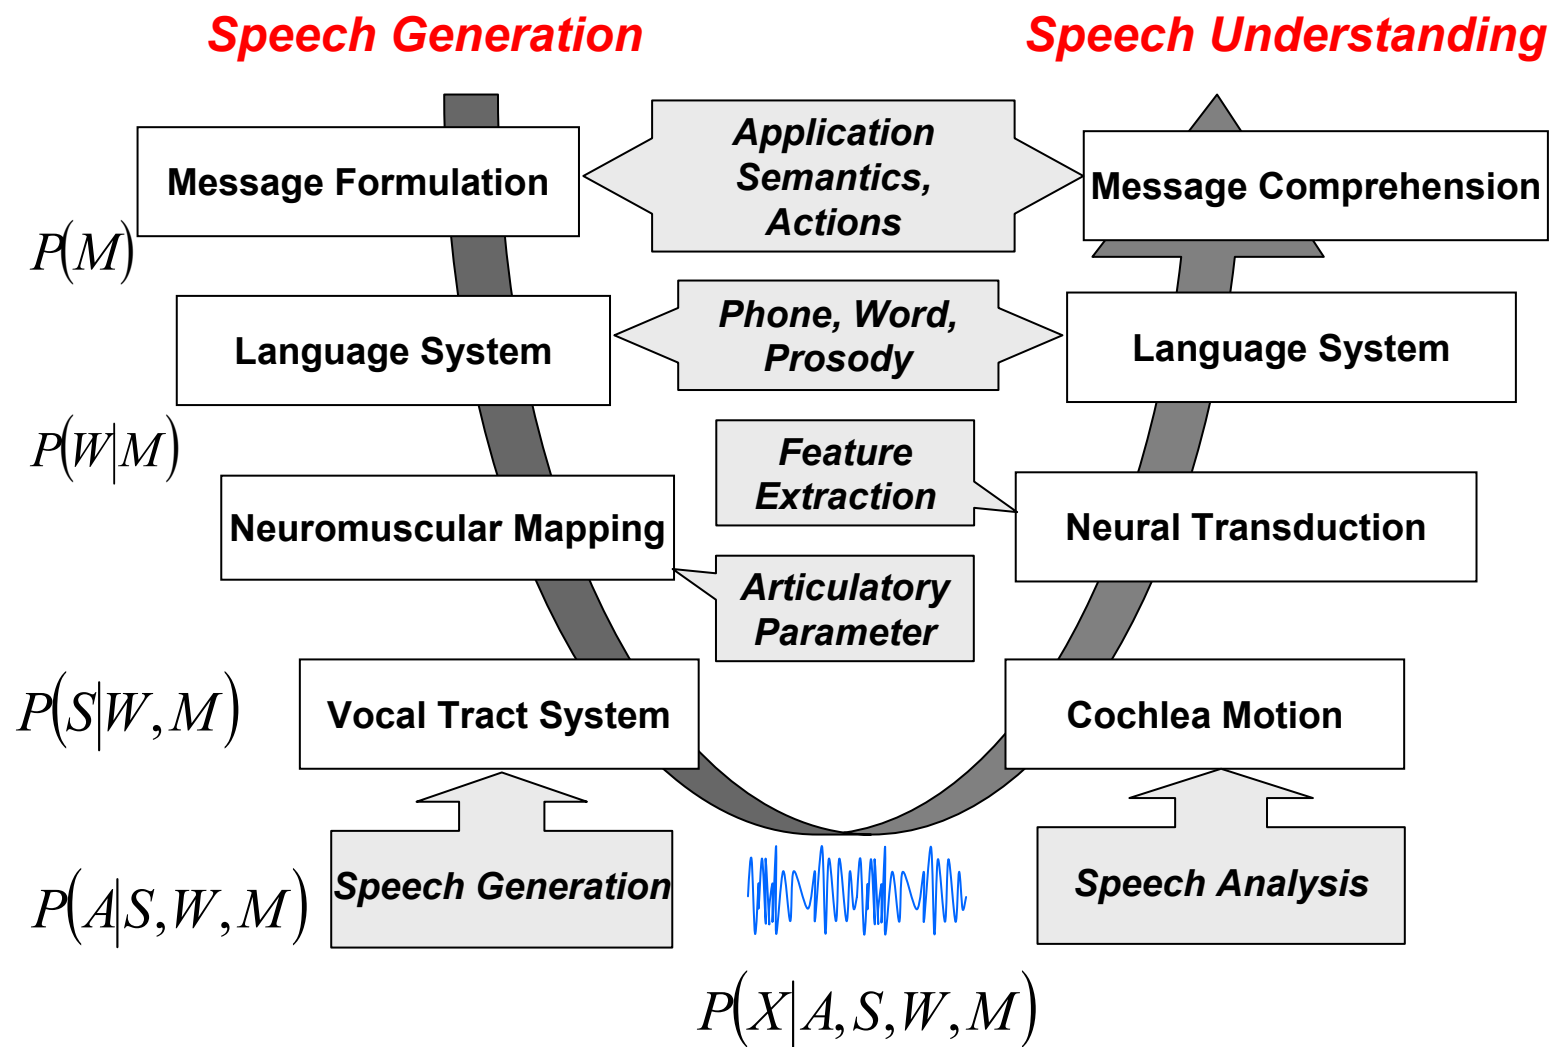 Speech Generation
Speech Understanding
Message Formulation
Application
Semantics,
Actions
Message Comprehension
P(M)
Language System
Phone, Word,
Prosody
Language System
P(W|M)
Feature
Extraction
Neuromuscular Mapping
Neural Transduction
Articulatory
Parameter
P(S|W,M)
Vocal Tract System
Cochlea Motion
P(A|S,W,M)
Speech Generation
Speech Analysis
P(X|A,S,W,M)